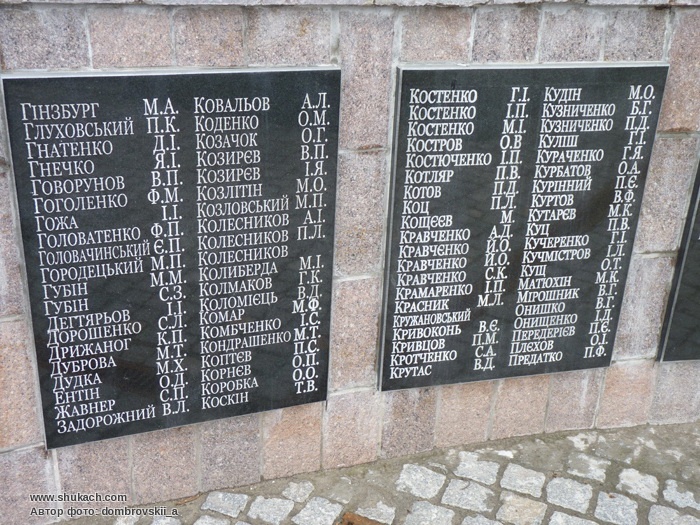 ГІНЗБУРГ М.А.
ГЛУХОВСЬКИЙ П.К.
ГНАТЕНКО Д.І.
ГНЕЧКО Я.І.
ГОВОРУНОВ В.П.
ГОГОЛЕНКО Ф.М.
ГОЖА І.І.
ГОЛОВАТЕНКО Ф.П.
ГОЛОВАЧИНСЬКИЙ Є.П.
ГОРОДЕЦЬКИЙ М.П.
ГУБІН М.М.
ГУБІН С.З.
ДЕГТЯРЬОВ І.І.
ДОРОШЕНКО С.Л.
ДРИЖАНОГ К.П.
ДУБРОВА М.Т.
ДУДКА М.Х.
ЕНТІН О.Д.
ЖАВНЕР С.П.
ЗАДОРОЖНИЙ В.Л.
КОВАЛЬОВ А.Л.
КОДЕНКО О.М.
КОЗАЧОК О.Г.
КОЗИРЄВ В.П.
КОЗИРЄВ І.Я.
КОЗЛІТІН М.О.
КОЗЛОВСЬКИЙ М.П.
КОЛЕСНИКОВ А.І.
КОЛЕСНИКОВ П.Л.
КОЛЕСНИКОВ
КОЛИБЕРДА М.І.
КОЛМАКОВ Г.К.
КОЛОМІЄЦЬ В.Д.
КОМАР М.Ф.
КОМБЧЕНКО І.С.
КОНДРАШЕНКО М.Т.
КОПТЄВ П.С.
КОРНЄВ О.П.
КОРОБКА О.О.
КОСКІН Т.В.
КОСТЕНКО Г.І.
КОСТЕНКО І.П.
КОСТЕНКО М.І.
КОСТРОВ О.В
КОСТЮЧЕНКО І.П.
КОТЛЯР П.В.
КОТОВ П.Д.
КОЦ П.Л.
КОЩЕЄВ М.
КРАВЧЕНКО А.Д.
КРАВЧЕНКО Й.О.
КРАВЧЕНКО Й.О.
КРАВЧЕНКО С.К.
КРАМАРЕНКО І.П.
КРАСНІК М.Л.
КРУЖАНОВСЬКИЙ
КРИВОКОНЬ В.Є.
КРИВЦОВ П.М.
КРОТЧЕНКО С.А.
КРУТАС В.Д.
КУДІН М.О.
КУЗНИЧЕНКО Б.Г.
КУЗНИЧЕНКО П.Д.
КУЛІШ І.І.
КУРАЧЕНКО Г.Я.
КУРБАТОВ О.А.
КУРІННИЙ П.Є.
КУРТОВ В.Ф.
КУТАРЄВ М.К.
КУЦ П.В.
КУЧЕРЕНКО Г.І.
КУЧМІСТРОВ І.Д.
КУЩ О.Т.
МАТЮХІН М.К.
МІРОШНИК В.Г.
ОНИШКО В.Г.
ОНИЩЕНКО І.Д.
ПЕРЕДЕРІЄВ П.Є.
ПЛЄХОВ О.І.
ПРЕДАТКО П.Ф.
www.shukach.com
Автор фото: dombrovskii_a